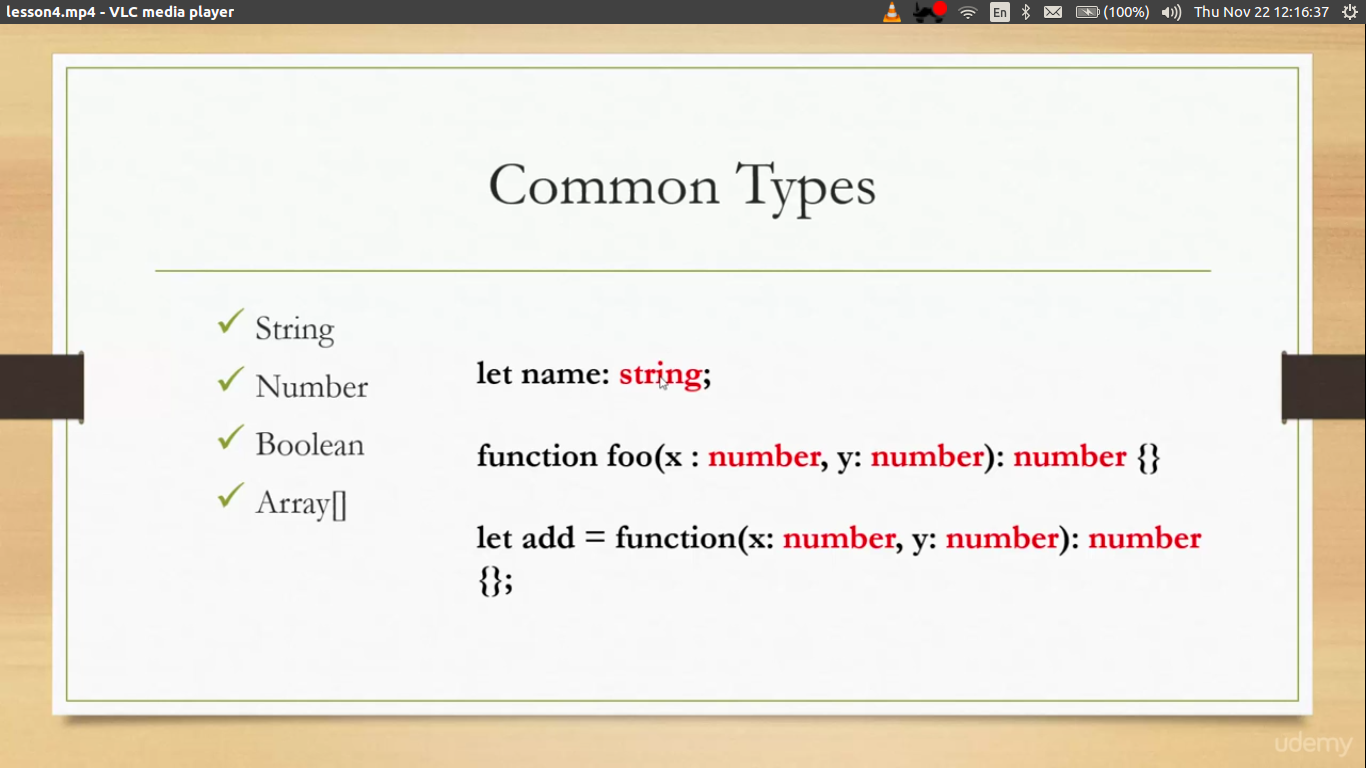 lesson4.mp4 - VLC media player
En
(100%)
Thu Nov 22 12:16:37
Common Types
String
Number
Boolean
Array[]
let name: string;
function foo(x : number, y: number): number {}
let add = function(x: number, y: number): number
{};
udemy